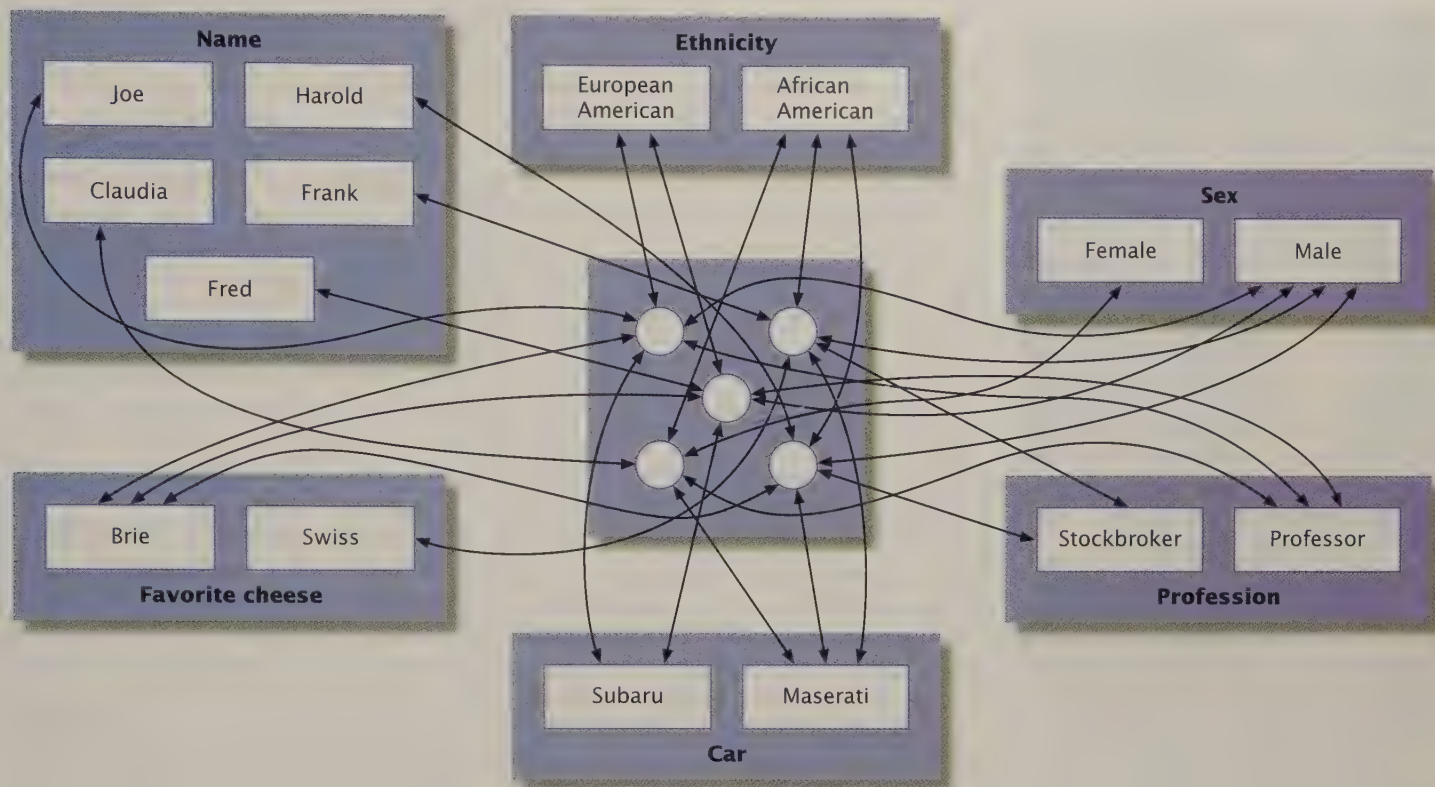 Name
Joe
Harold
Claudia
Frank
Fred
Ethnicity
European
American
African
American
Sex
Female
Male
Brie
Swiss
Favorite cheese
Stockbroker
Professor
Profession
Subaru
Maserati
Car